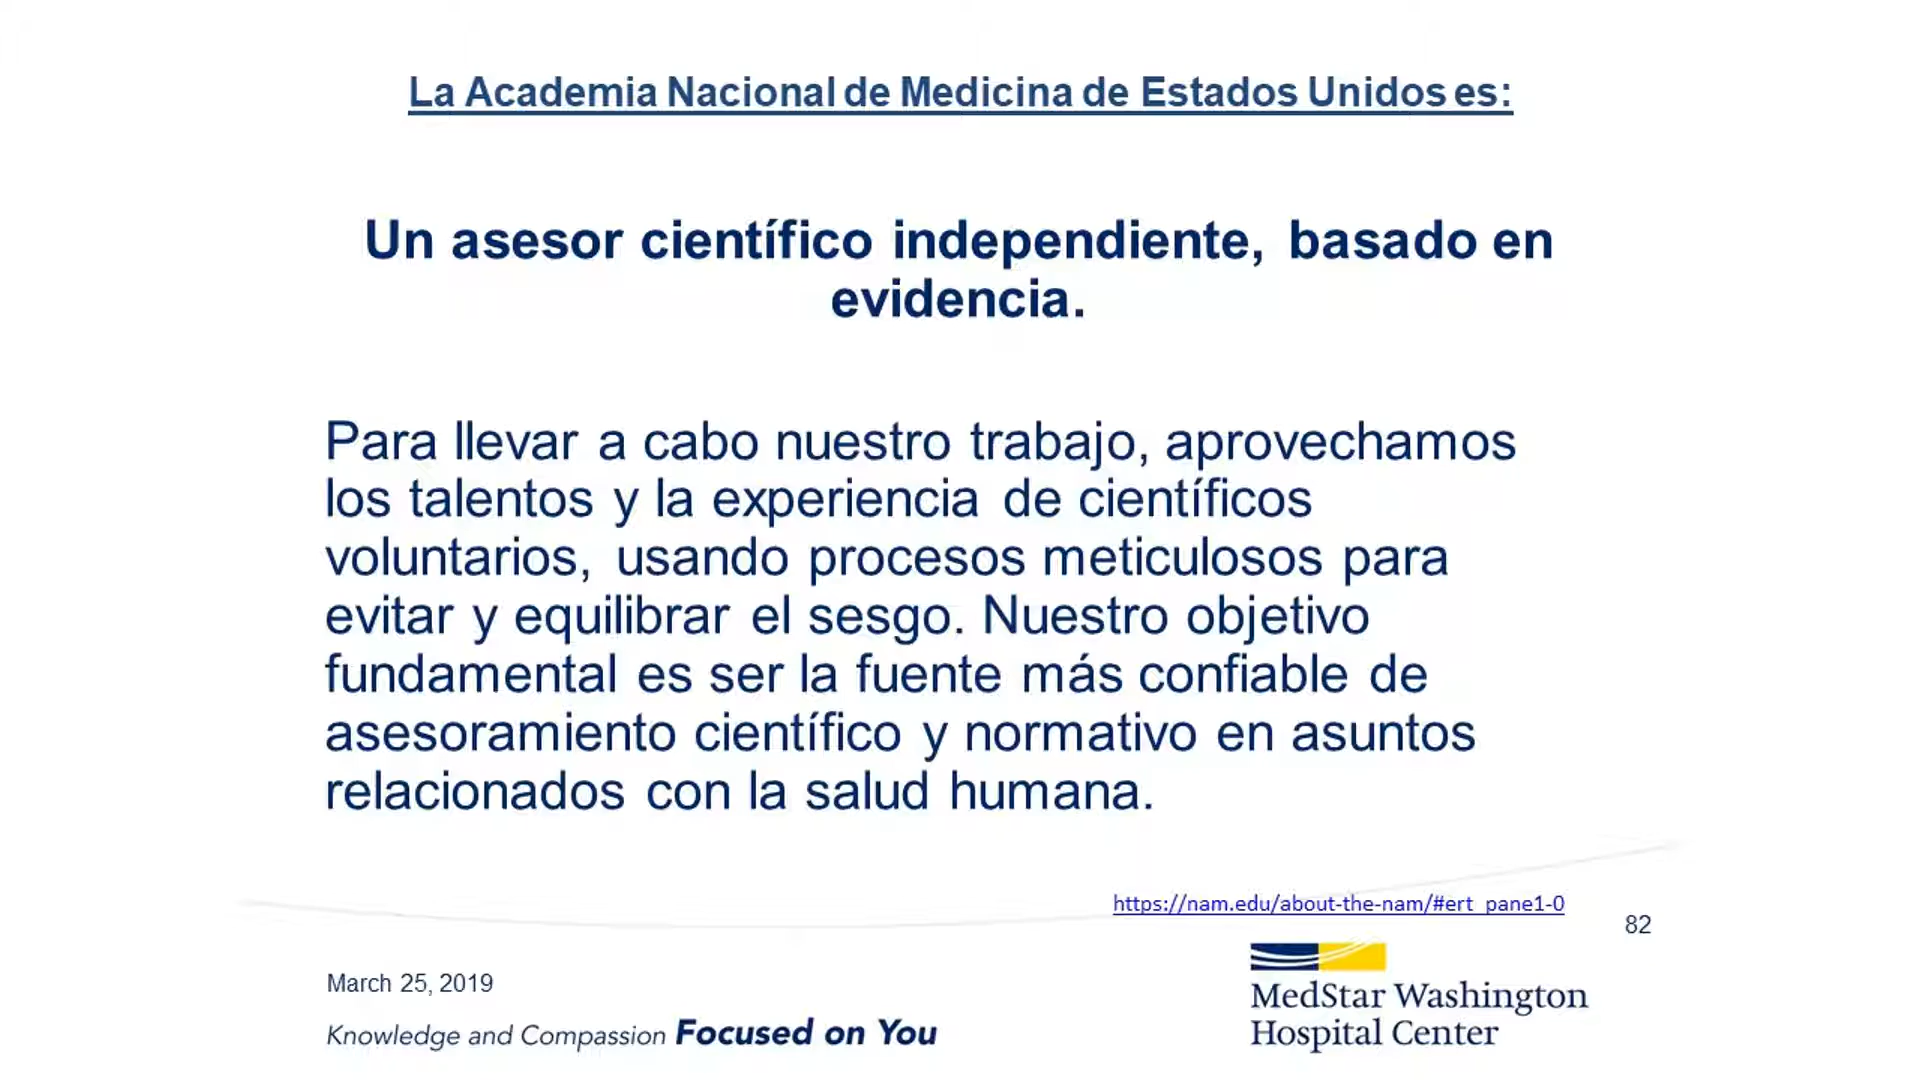 La Academia Nacional de Medicina de Estados Unidos es:
Un asesor científico independiente, basado en
evidencia.
Para llevar a cabo nuestro trabajo, aprovechamos
los talentos y la experiencia de científicos
voluntarios, usando procesos meticulosos para
evitar y equilibrar el sesgo. Nuestro objetivo
fundamental es ser la fuente más confiable de
asesoramiento científico y normativo en asuntos
relacionados con la salud humana.
https://nam.edu/about-the-nam/#ert_pane1-0
82
March 25, 2019
Knowledge and Compassion Focused on You
MedStar Washington
Hospital Center